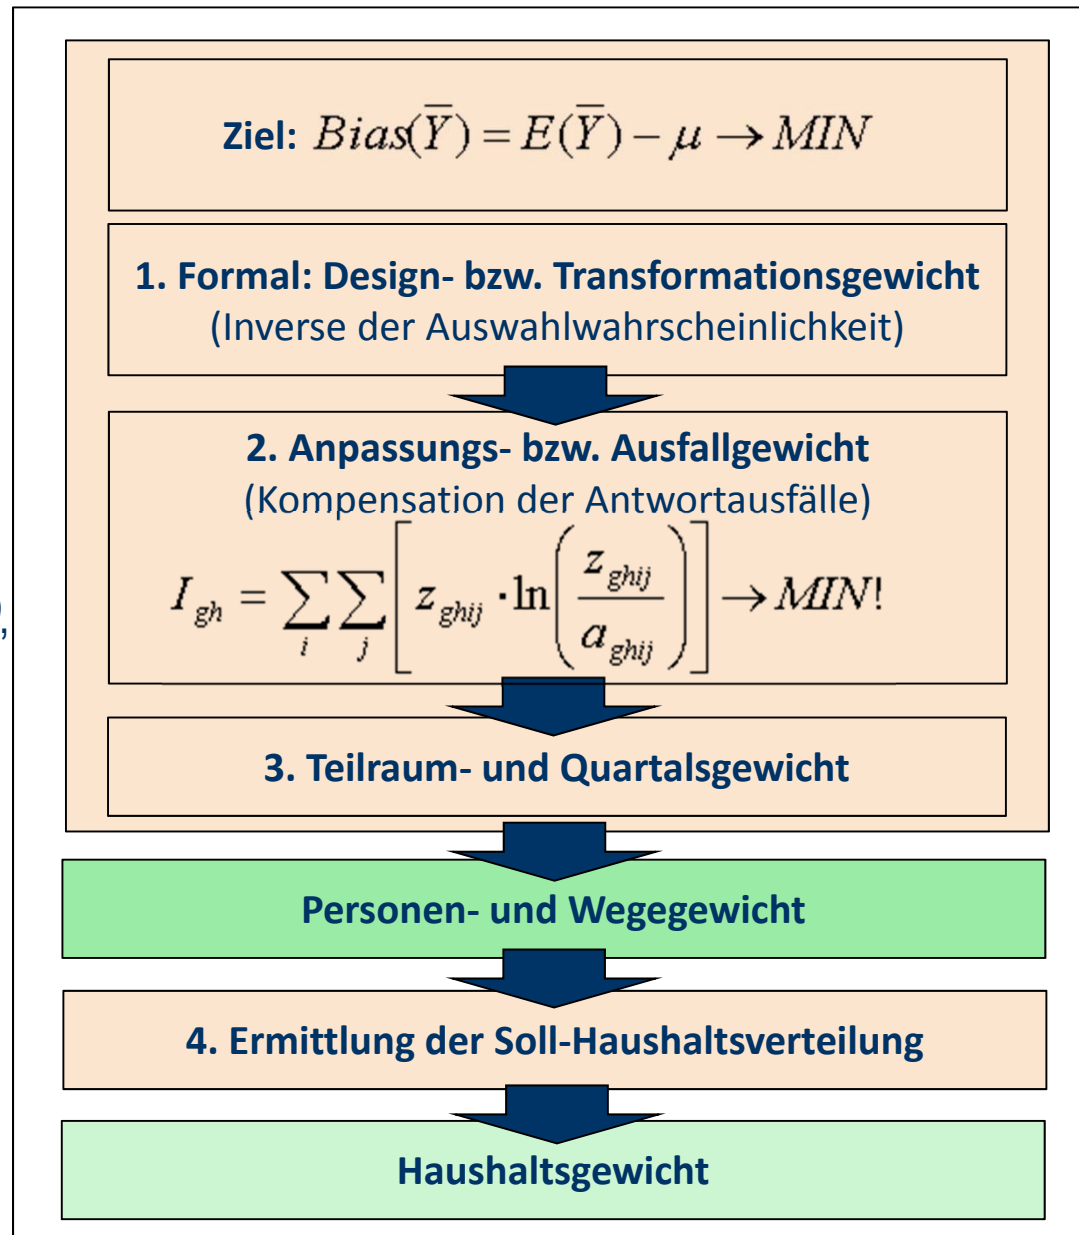 Ziel: Bias(Ȳ) = E(Ȳ) − μ → MIN
1. Formal: Design- bzw. Transformationsgewicht
(Inverse der Auswahlwahrscheinlichkeit)
2. Anpassungs- bzw. Ausfallgewicht
(Kompensation der Antwortausfälle)
I_gh = ∑_i ∑_j [ z_ghij · ln( z_ghij / a_ghij ) ] → MIN!
,
3. Teilraum- und Quartalsgewicht
Personen- und Wegegewicht
4. Ermittlung der Soll-Haushaltsverteilung
Haushaltsgewicht